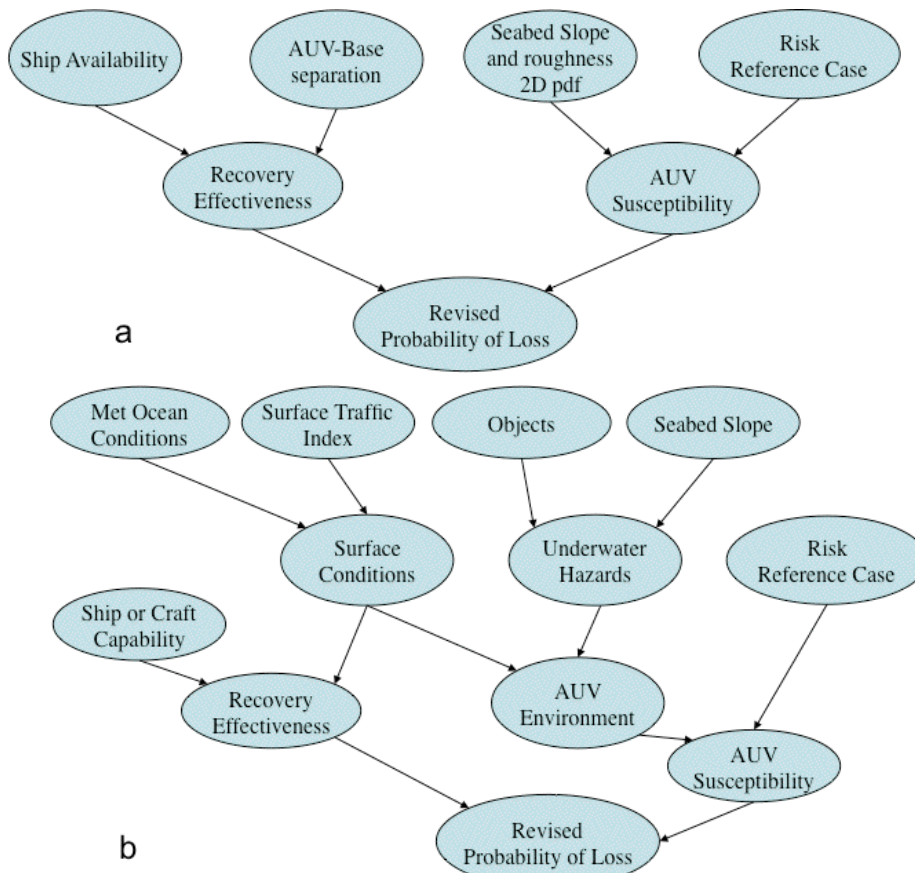 Ship Availability
AUV-Base
separation
Seabed Slope
and roughness
2D pdf
Risk
Reference Case
Recovery
Effectiveness
AUV
Susceptibility
Revised
Probability of Loss
a
Met Ocean
Conditions
Surface Traffic
Index
Objects
Seabed Slope
Surface
Conditions
Underwater
Hazards
Risk
Reference Case
Ship or Craft
Capability
Recovery
Effectiveness
AUV
Environment
AUV
Susceptibility
Revised
Probability of Loss
b